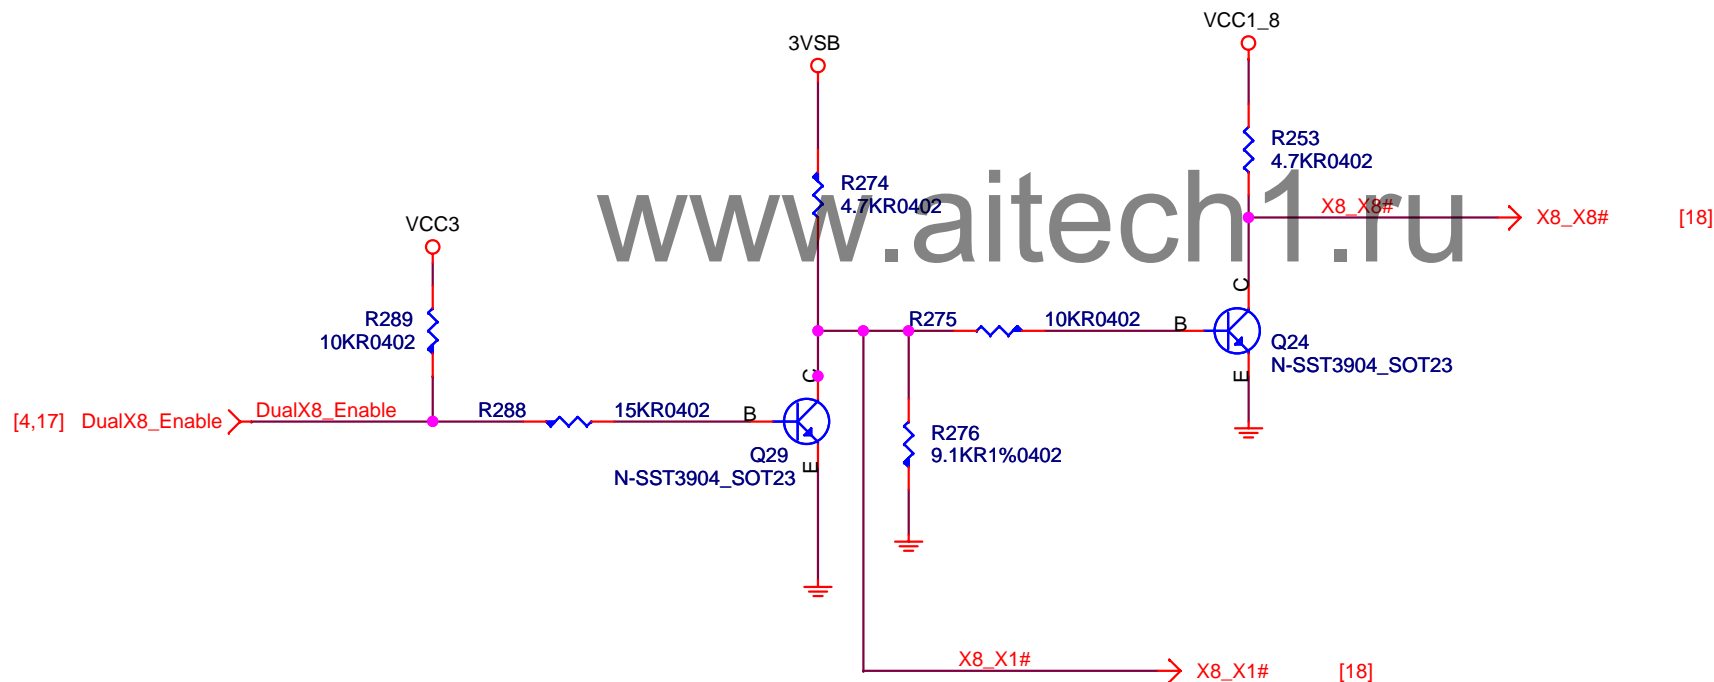 VCC1_8
3VSB
R253
4.7KR0402
R274
4.7KR0402
www.aitech1.ru
X8_X8#
X8_X8#
[18]
VCC3
C
R289
10KR0402
R275
10KR0402
B
Q24
N-SST3904_SOT23
E
C
[4,17]
DualX8_Enable
DualX8_Enable
R288
15KR0402
B
Q29
N-SST3904_SOT23
E
R276
9.1KR1%0402
X8_X1#
X8_X1#
[18]